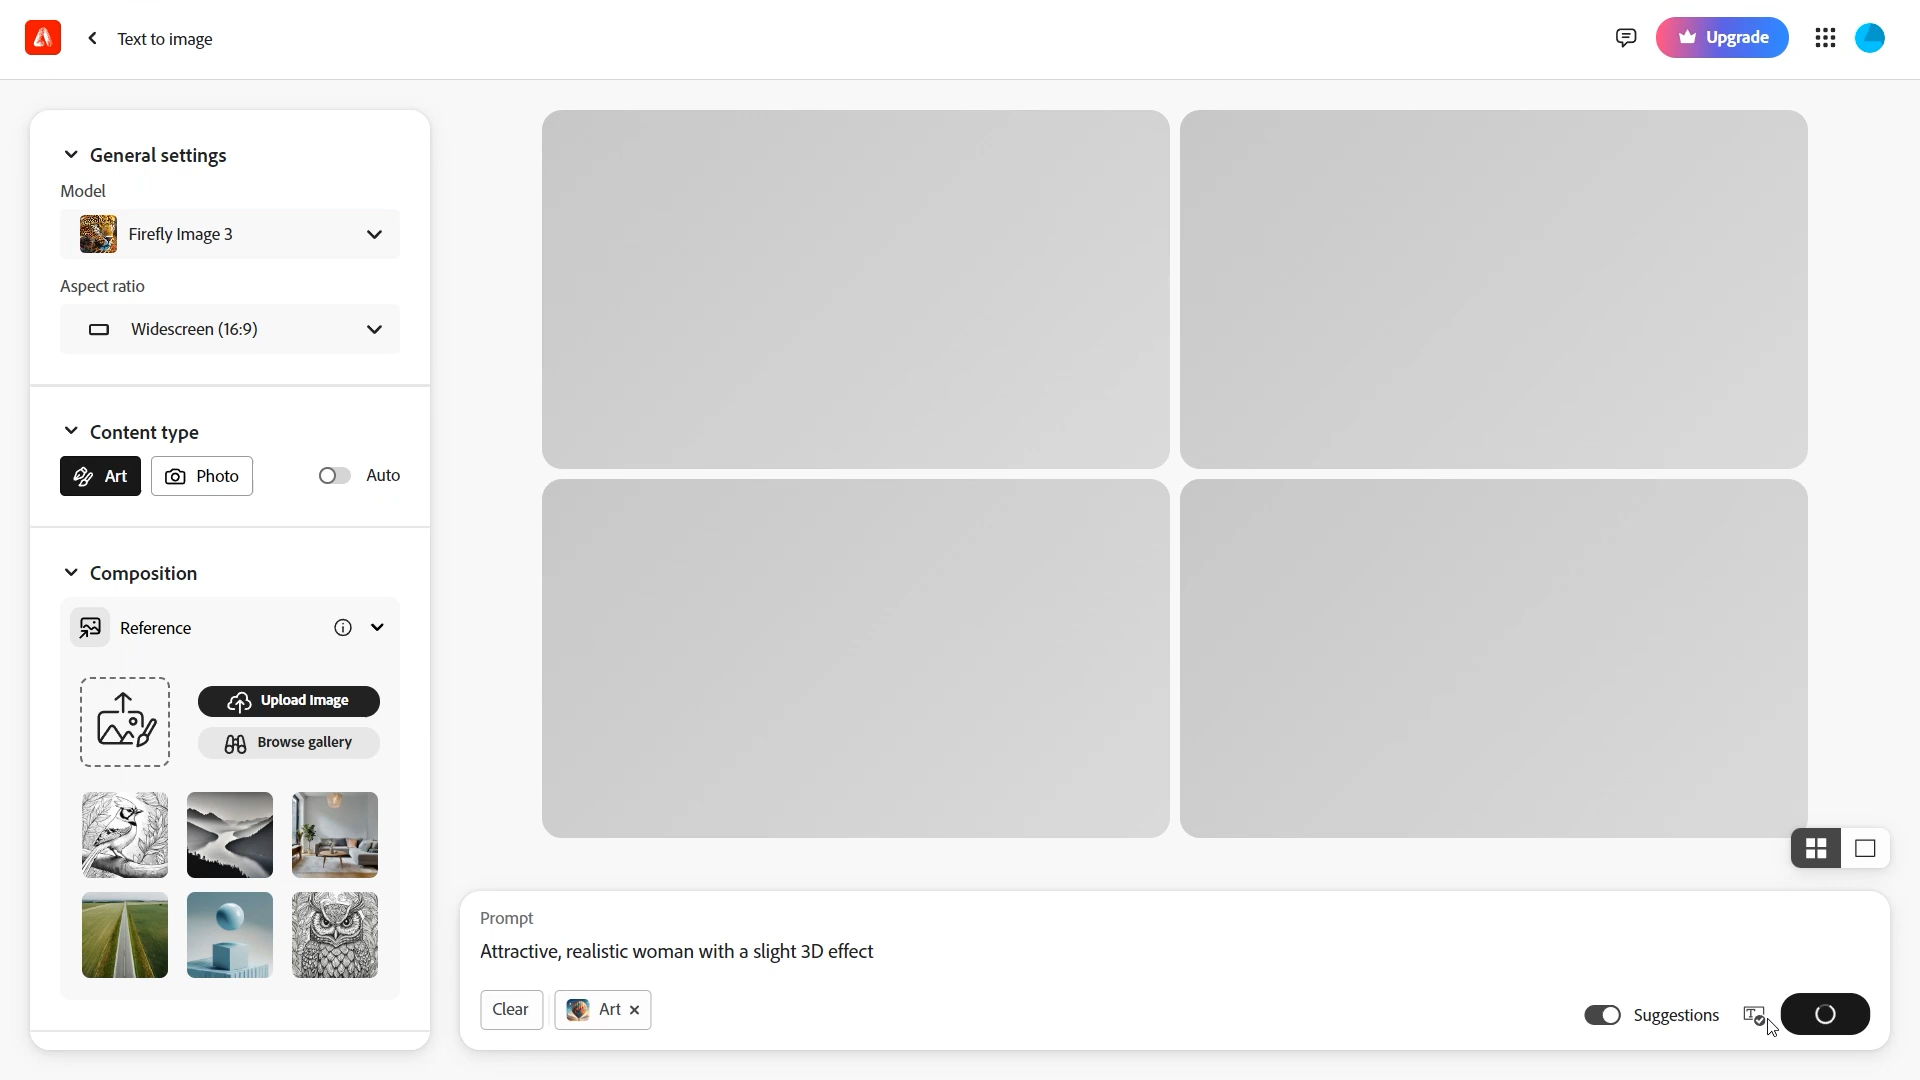 Text to image
Upgrade
General settings
Model
Firefly Image 3
Aspect ratio
Widescreen (16:9)
Content type
Art
Photo
Auto
Composition
Reference
Upload Image
Browse gallery
Prompt
Attractive, realistic woman with a slight 3D effect
Clear
Art
Suggestions